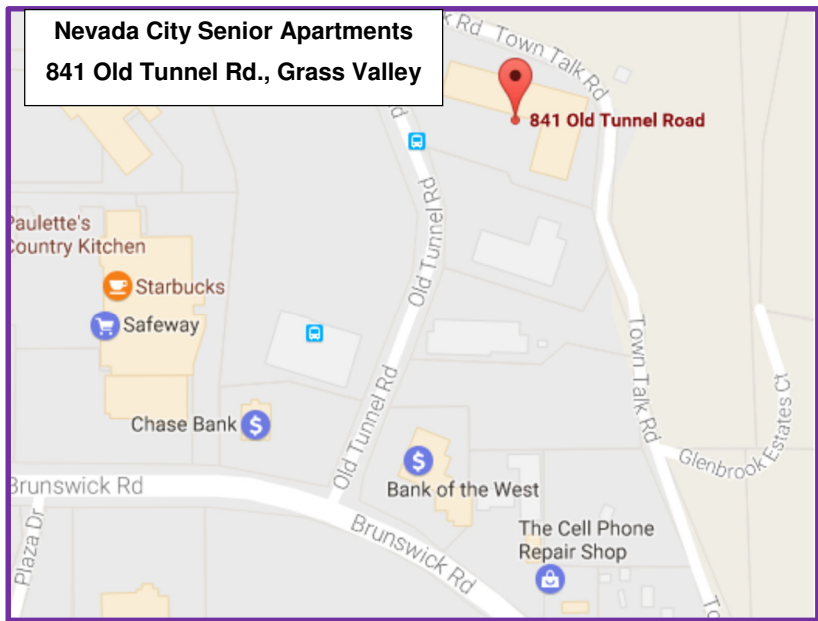 Nevada City Senior Apartments
841 Old Tunnel Rd., Grass Valley
k Rd
Town Talk Rd
841 Old Tunnel Road
Rd
Old Tunnel Rd
Paulette's
Country Kitchen
Starbucks
Safeway
Town Talk Rd
Old Tunnel Rd
Chase Bank
Glenbrook Estates Ct
Brunswick Rd
Bank of the West
Plaza Dr
Brunswick Rd
The Cell Phone
Repair Shop
To